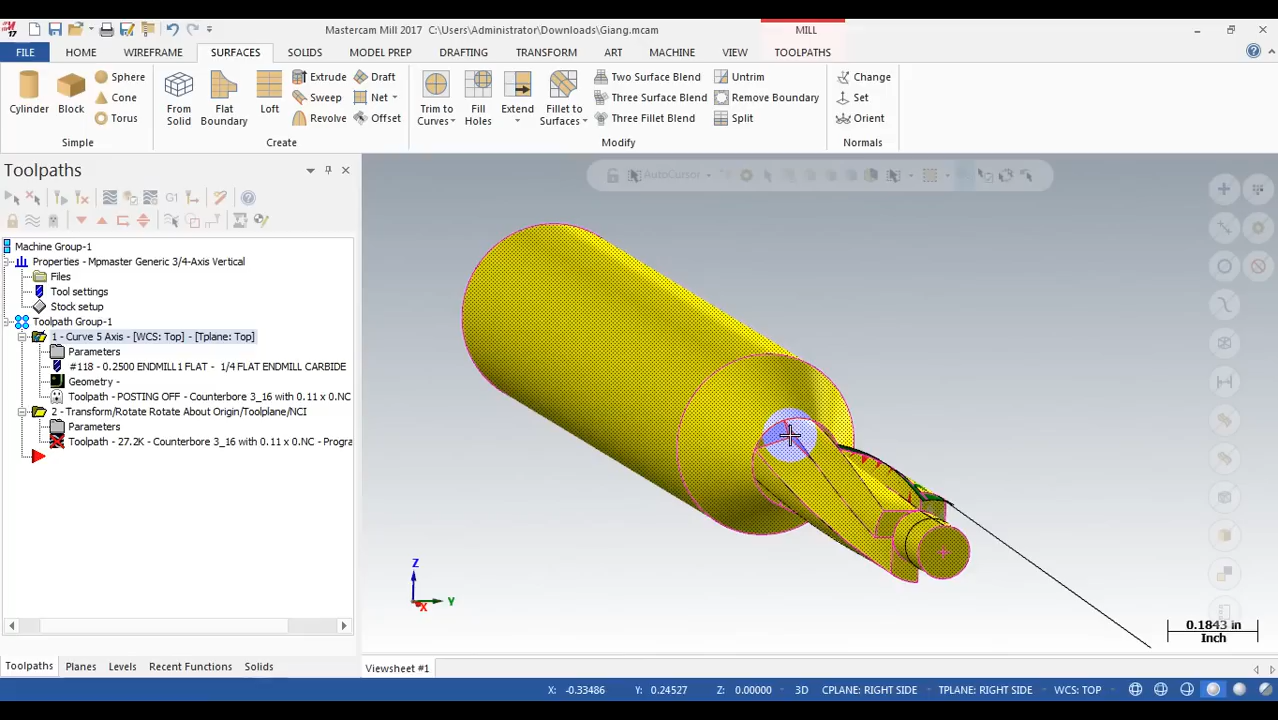 Mastercam Mill 2017 C:\Users\Administrator\Downloads\Giang.mcam
MILL
FILE HOME WIREFRAME SURFACES SOLIDS MODEL PREP DRAFTING TRANSFORM ART MACHINE VIEW TOOLPATHS
Cylinder Block Sphere Cone Torus
Simple
From Solid Flat Boundary Loft Extrude Sweep Revolve Draft Net Offset
Create
Trim to Curves Fill Holes Extend Fillet to Surfaces Two Surface Blend Three Surface Blend Three Fillet Blend Untrim Remove Boundary Split
Modify
Change Set Orient
Normals
Toolpaths
AutoCursor
G1
Machine Group-1
Properties - Mpmaster Generic 3/4-Axis Vertical
Files
Tool settings
Stock setup
Toolpath Group-1
1 - Curve 5 Axis - [WCS: Top] - [Tplane: Top]
Parameters
#118 - 0.2500 ENDMILL1 FLAT - 1/4 FLAT ENDMILL CARBIDE
Geometry -
Toolpath - POSTING OFF - Counterbore 3_16 with 0.11 x 0.NC
2 - Transform/Rotate Rotate About Origin/Toolplane/NCI
Parameters
Toolpath - 27.2K - Counterbore 3_16 with 0.11 x 0.NC - Progra
Z
Y
X
0.1843 in
Inch
Toolpaths Planes Levels Recent Functions Solids
Viewsheet #1
X: -0.33486 Y: 0.24527 Z: 0.00000 3D CPLANE: RIGHT SIDE TPLANE: RIGHT SIDE WCS: TOP